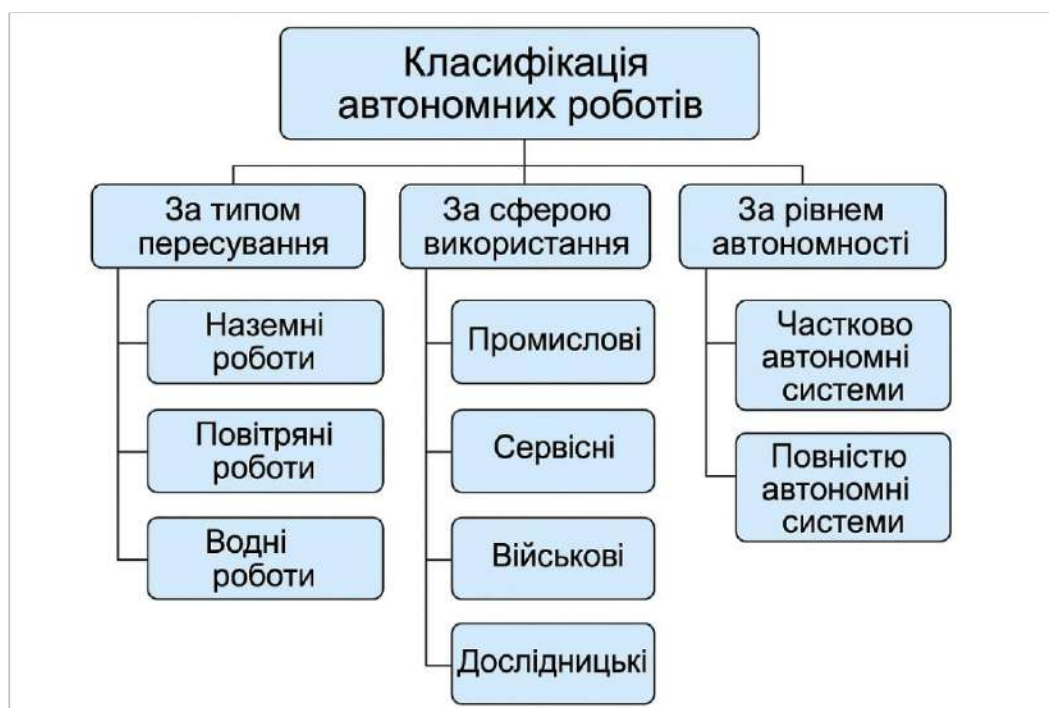 Класифікація
автономних роботів
За типом
пересування
Наземні
роботи
Повітряні
роботи
Водні
роботи
За сферою
використання
Промислові
Сервісні
Військові
Дослідницькі
За рівнем
автономності
Частково
автономні
системи
Повністю
автономні
системи